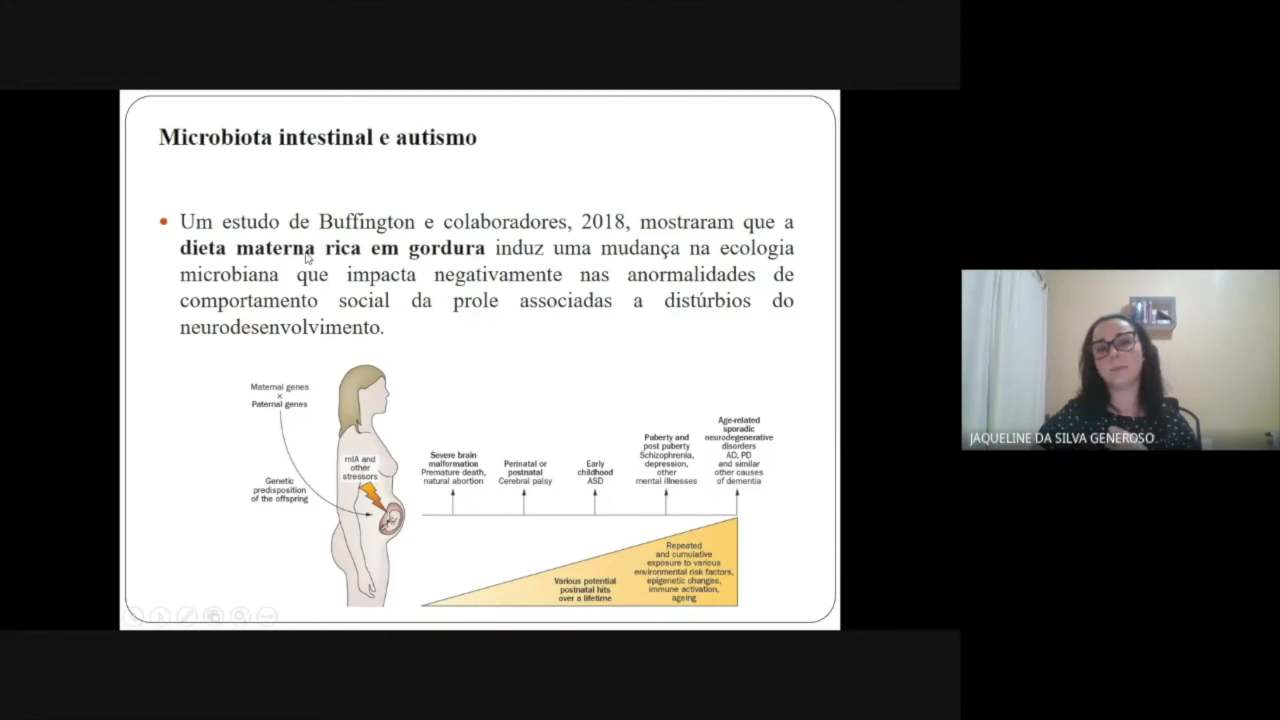 Microbiota intestinal e autismo
Um estudo de Buffington e colaboradores, 2018, mostraram que a
dieta materna rica em gordura induz uma mudança na ecologia
microbiana que impacta negativamente nas anormalidades de
comportamento social da prole associadas a distúrbios do
neurodesenvolvimento.
Maternal genes
×
Paternal genes
Genetic
predisposition
of the offspring
mIA and
other
stressors
Severe brain
malformation
Premature death,
natural abortion
Perinatal or
postnatal
Cerebral palsy
Early
childhood
ASD
Puberty and
post puberty
Schizophrenia,
depression,
other
mental illnesses
Age-related
sporadic
neurodegenerative
disorders
AD, PD
and similar
other causes
of dementia
Various potential
postnatal hits
over a lifetime
Repeated
and cumulative
exposure to various
environmental risk factors,
epigenetic changes,
immune activation,
ageing
JAQUELINE DA SILVA GENEROSO